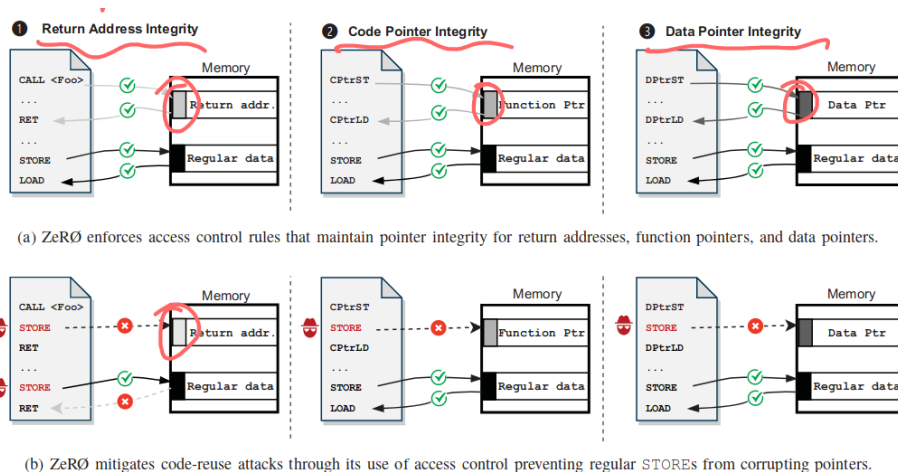 1 Return Address Integrity
CALL <Foo>
...
RET
...
STORE
LOAD
Memory
Return addr.
Regular data
2 Code Pointer Integrity
CPtrST
...
CPtrLD
...
STORE
LOAD
Memory
Function Ptr
Regular data
3 Data Pointer Integrity
DPtrST
...
DPtrLD
...
STORE
LOAD
Memory
Data Ptr
Regular data
(a) ZeRØ enforces access control rules that maintain pointer integrity for return addresses, function pointers, and data pointers.
CALL <Foo>
STORE
RET
...
STORE
RET
Memory
Return addr.
Regular data
CPtrST
STORE
CPtrLD
...
STORE
LOAD
Memory
Function Ptr
Regular data
DPtrST
STORE
DPtrLD
...
STORE
LOAD
Memory
Data Ptr
Regular data
(b) ZeRØ mitigates code-reuse attacks through its use of access control preventing regular STOREs from corrupting pointers.